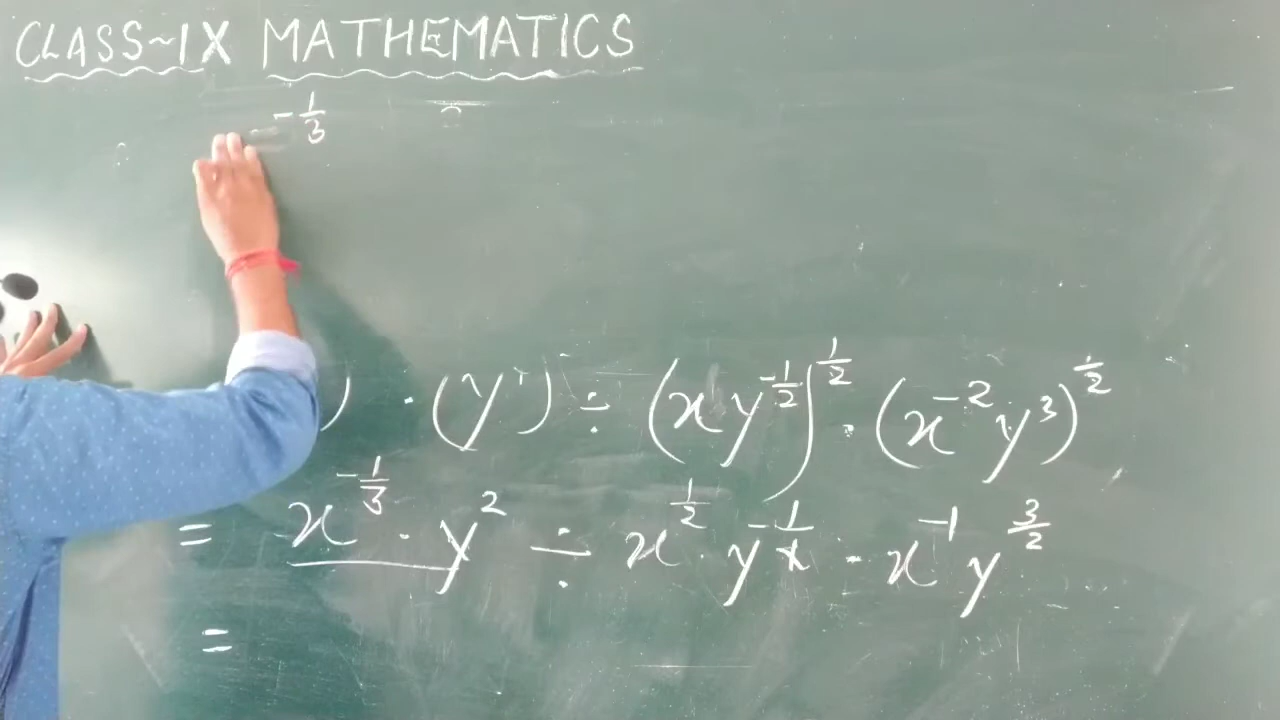 CLASS~IX MATHEMATICS
-1/3
) · (y') ÷ (xy^(-1/2))^(1/2) · (x^(-2) y^3)^(1/2)
= x^(-1/3) · y^2 ÷ x^(1/2) · y^(-1/4) · x^(-1) y^(3/2)
=